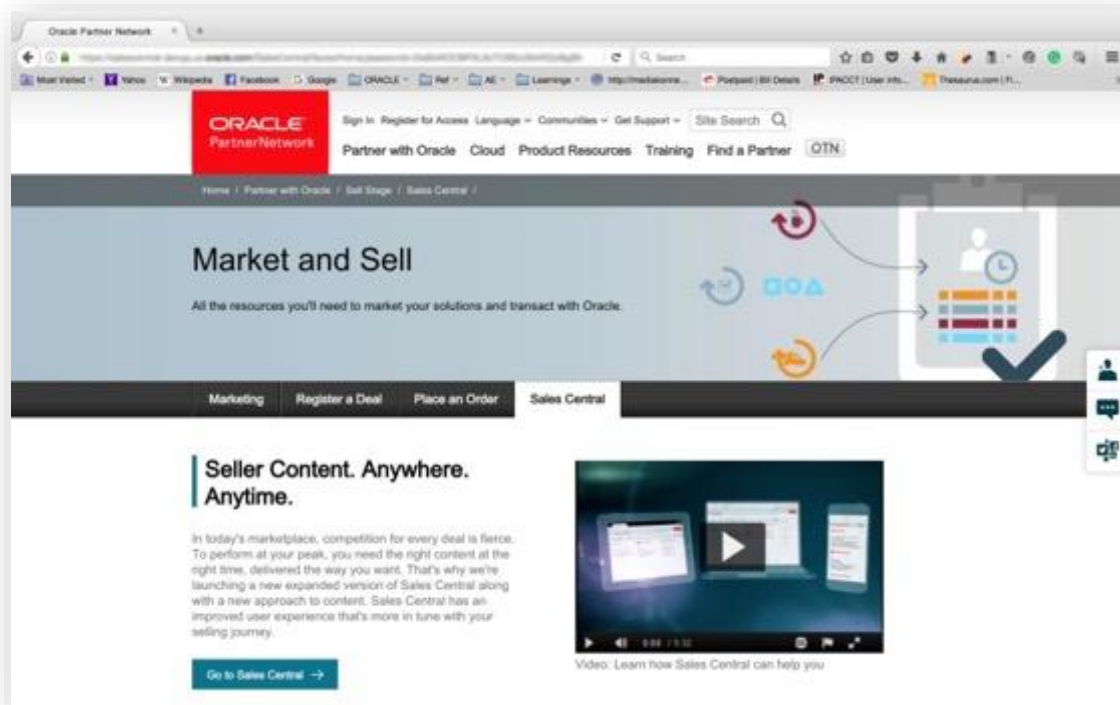 Oracle Partner Network
Search
Most Visited Yahoo Wikipedia Facebook Google ORACLE Ref AE Learnings Postpaid | Bill Details IPACCT | User Info... Thesaurus.com | Fr...
ORACLE
PartnerNetwork
Sign In Register for Access Language Communities Get Support Site Search
Partner with Oracle Cloud Product Resources Training Find a Partner OTN
Home / Partner with Oracle / Sell Stage / Sales Central /
Market and Sell
All the resources you'll need to market your solutions and transact with Oracle.
Marketing Register a Deal Place an Order Sales Central
Seller Content. Anywhere.
Anytime.
In today's marketplace, competition for every deal is fierce.
To perform at your peak, you need the right content at the
right time, delivered the way you want. That's why we're
launching a new expanded version of Sales Central along
with a new approach to content. Sales Central has an
improved user experience that's more in tune with your
selling journey.
Go to Sales Central →
Video: Learn how Sales Central can help you